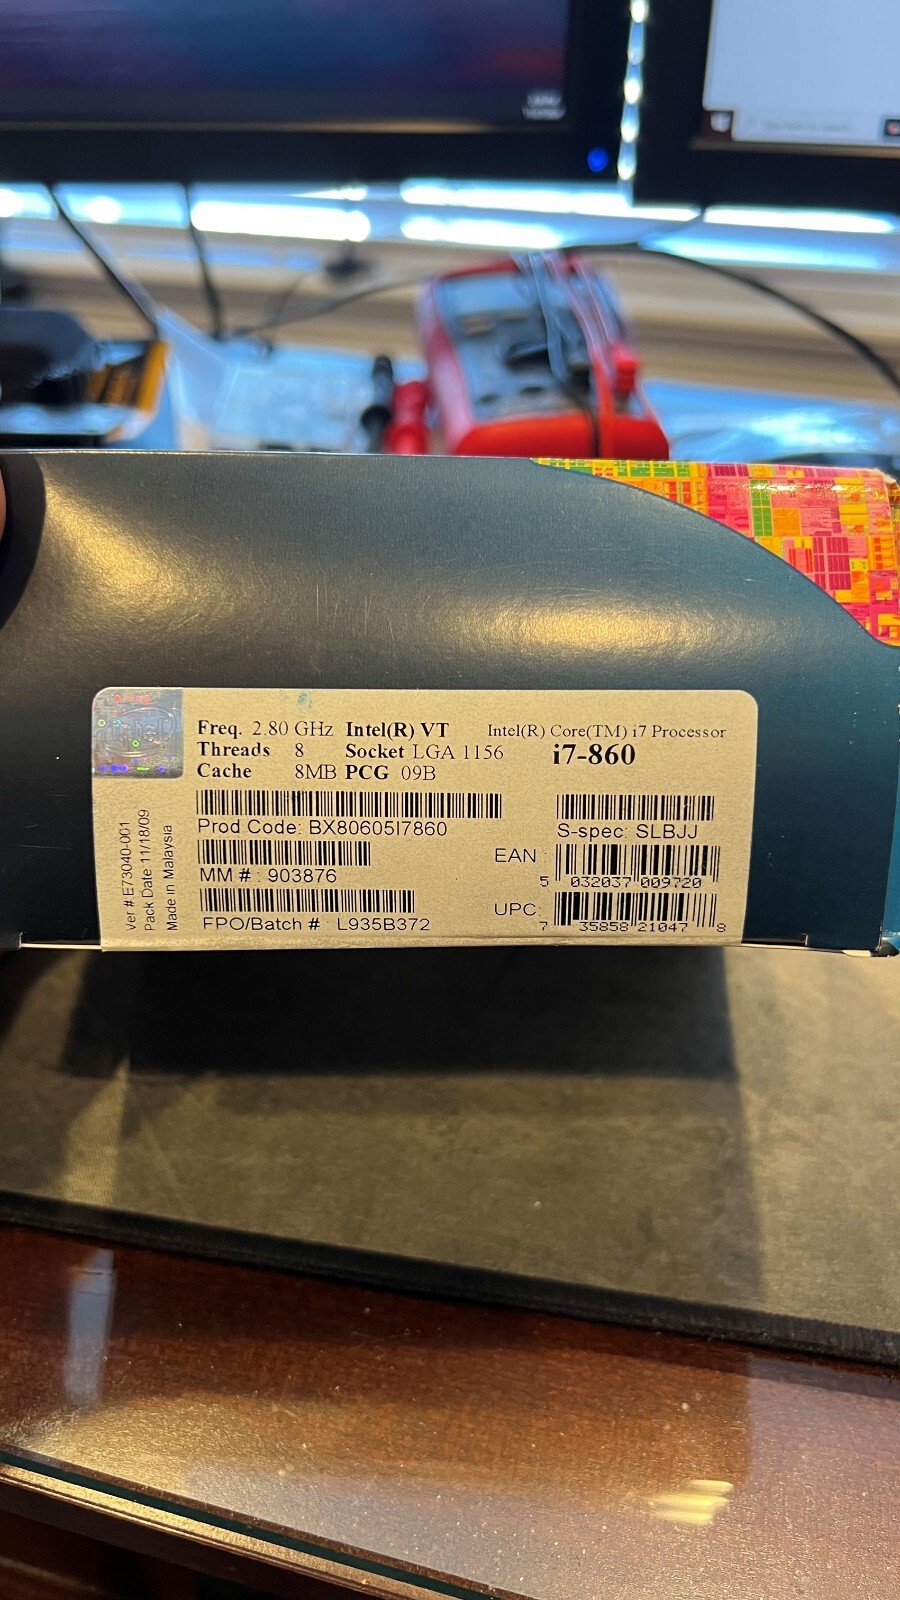 Freq. 2.80 GHz Intel(R) VT Intel(R) Core(TM) i7 Processor
Threads 8 Socket LGA 1156 i7-860
Cache 8MB PCG 09B
Prod Code: BX80605I7860
S-spec: SLBJJ
MM # : 903876
EAN :
5 032037 009720
FPO/Batch # : L935B372
UPC:
7 35858 21047 8
Ver # E73040-001
Pack Date: 11/18/09
Made in Malaysia